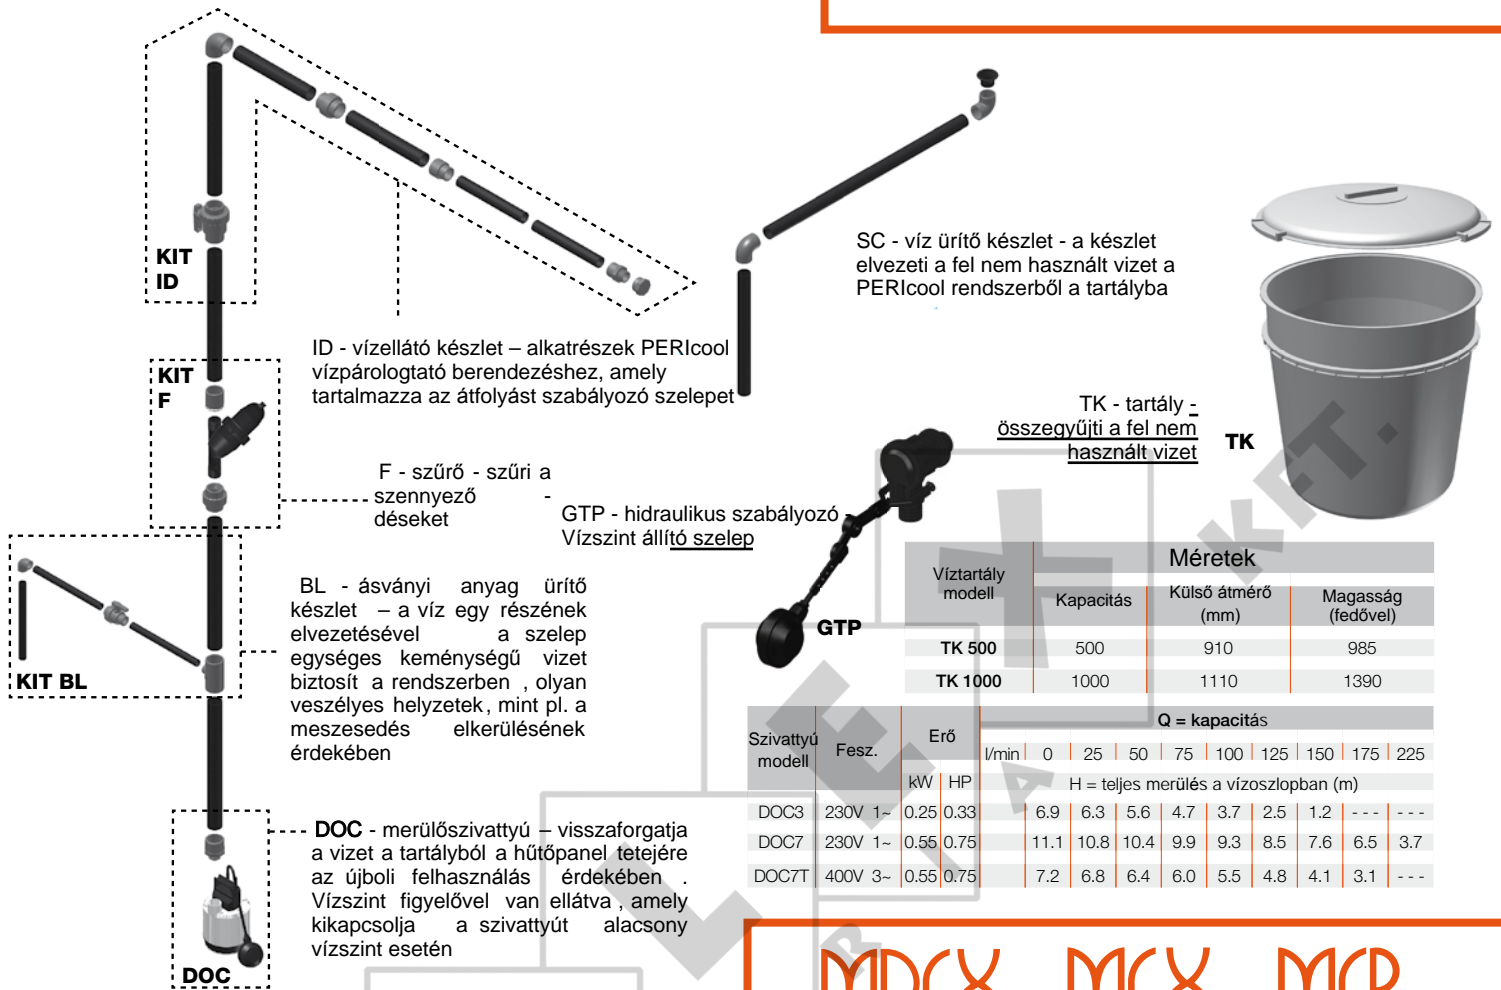 KIT
ID
SC - víz ürítő készlet - a készlet
elvezeti a fel nem használt vizet a
PERIcool rendszerből a tartályba
ID - vízellátó készlet – alkatrészek PERIcool
vízpárologtató berendezéshez, amely
tartalmazza az átfolyást szabályozó szelepet
KIT
F
TK - tartály -
összegyűjti a fel nem
használt vizet
TK
F - szűrő - szűri a
szennyező -
déseket
GTP - hidraulikus szabályozó -
Vízszint állító szelep
GTP
BL - ásványi anyag ürítő
készlet – a víz egy részének
elvezetésével a szelep
egységes keménységű vizet
biztosít a rendszerben , olyan
veszélyes helyzetek, mint pl. a
meszesedés elkerülésének
érdekében
KIT BL
Víztartály modell Méretek
Kapacitás Külső átmérő (mm) Magasság (fedővel)
TK 500 500 910 985
TK 1000 1000 1110 1390
Szivattyú modell Fesz. Erő Q = kapacitás
l/min 0 25 50 75 100 125 150 175 225
kW HP H = teljes merülés a vízoszlopban (m)
DOC3 230V 1~ 0.25 0.33 6.9 6.3 5.6 4.7 3.7 2.5 1.2 - - - - - -
DOC7 230V 1~ 0.55 0.75 11.1 10.8 10.4 9.9 9.3 8.5 7.6 6.5 3.7
DOC7T 400V 3~ 0.55 0.75 7.2 6.8 6.4 6.0 5.5 4.8 4.1 3.1 - - -
DOC - merülőszivattyú – visszaforgatja
a vizet a tartályból a hűtőpanel tetejére
az újboli felhasználás érdekében .
Vízszint figyelővel van ellátva , amely
kikapcsolja a szivattyút alacsony
vízszint esetén
DOC
L E X KFT.